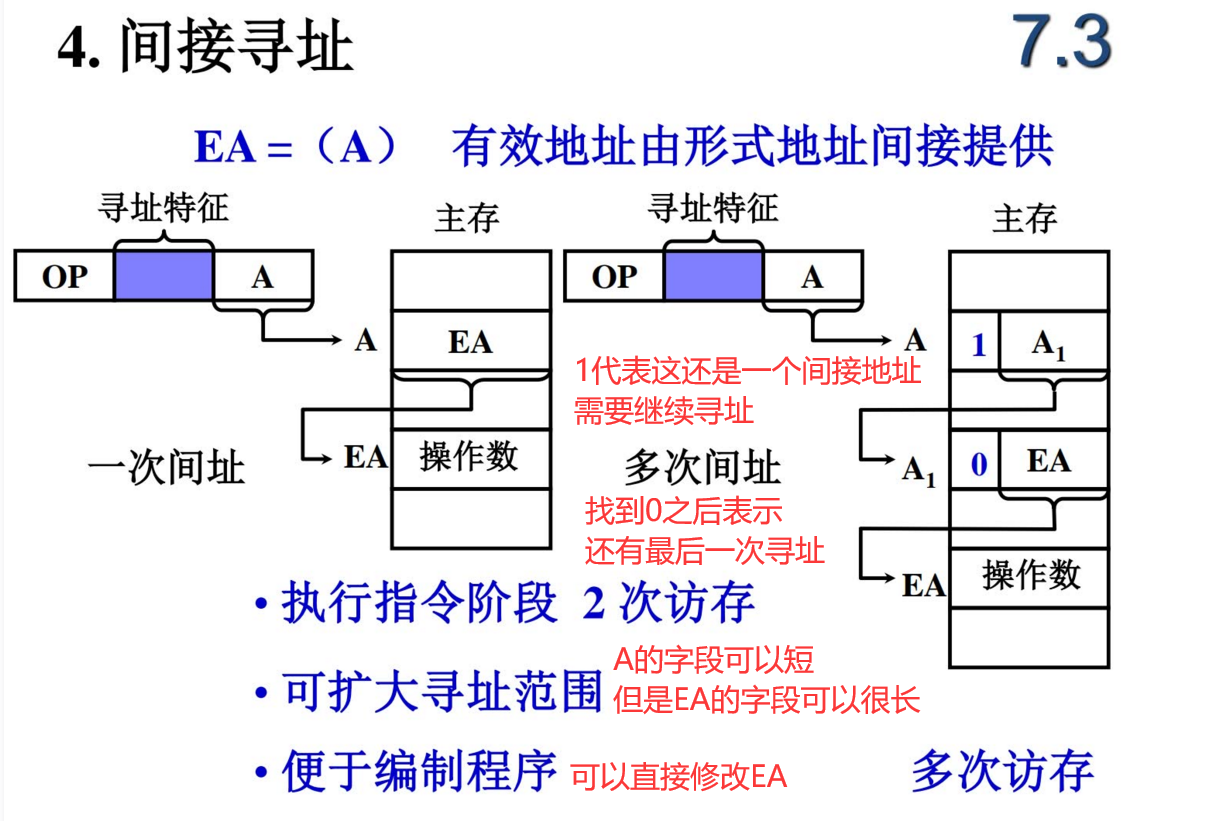 4. 间接寻址
7.3
EA =（A） 有效地址由形式地址间接提供
寻址特征
主存
寻址特征
主存
OP
A
OP
A
A
EA
A
1
A1
1代表这还是一个间接地址
需要继续寻址
一次间址
EA
操作数
多次间址
A1
0
EA
找到0之后表示
还有最后一次寻址
EA
操作数
• 执行指令阶段 2 次访存
A的字段可以短
• 可扩大寻址范围
但是EA的字段可以很长
• 便于编制程序
可以直接修改EA
多次访存